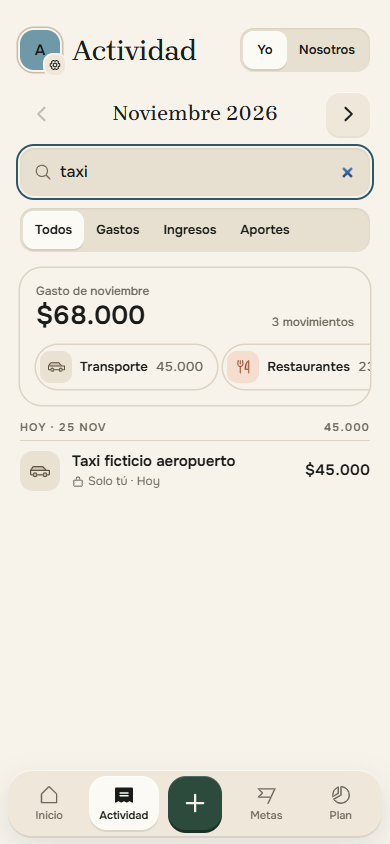 A
Actividad
Yo
Nosotros
Noviembre 2026
taxi
Todos
Gastos
Ingresos
Aportes
Gasto de noviembre
$68.000
3 movimientos
Transporte 45.000
Restaurantes
HOY · 25 NOV
45.000
Taxi ficticio aeropuerto
$45.000
Solo tú · Hoy
Inicio
Actividad
Metas
Plan